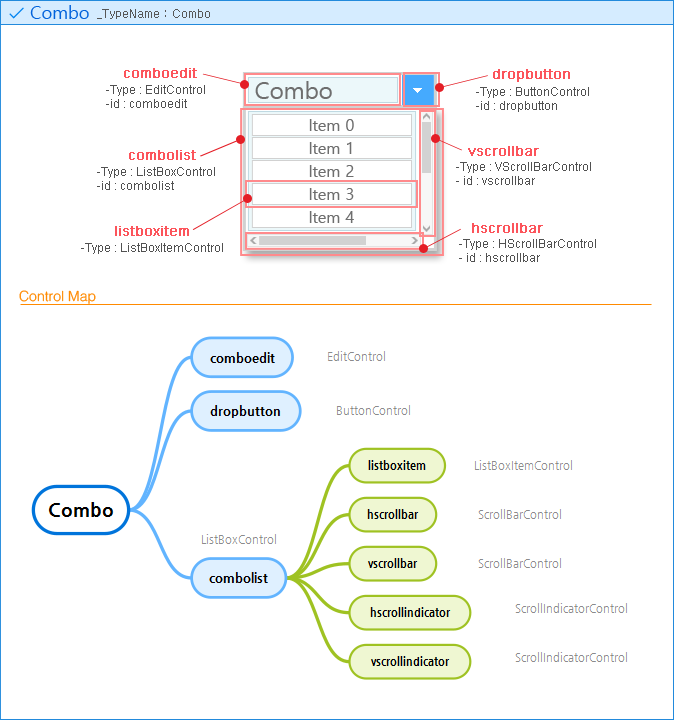 Combo _TypeName : Combo
comboedit
-Type : EditControl
-id : comboedit
dropbutton
-Type : ButtonControl
-id : dropbutton
Combo
Item 0
Item 1
Item 2
Item 3
Item 4
combolist
-Type : ListBoxControl
-id : combolist
vscrollbar
-Type : VScrollBarControl
- id : vscrollbar
listboxitem
-Type : ListBoxItemControl
hscrollbar
-Type : HScrollBarControl
- id : hscrollbar
Control Map
comboedit EditControl
dropbutton ButtonControl
Combo
ListBoxControl
combolist
listboxitem ListBoxItemControl
hscrollbar ScrollBarControl
vscrollbar ScrollBarControl
hscrollindicator ScrollIndicatorControl
vscrollindicator ScrollIndicatorControl